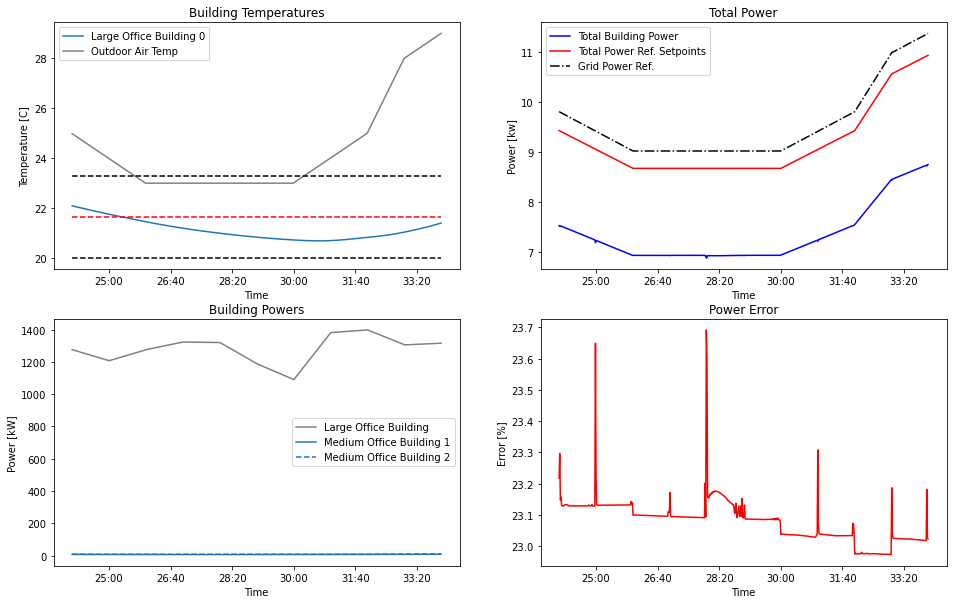 Building Temperatures
Temperature [C]
28
26
24
22
20
Large Office Building 0
Outdoor Air Temp
25:00 26:40 28:20 30:00 31:40 33:20
Time
Total Power
Power [kw]
11
10
9
8
7
Total Building Power
Total Power Ref. Setpoints
Grid Power Ref.
25:00 26:40 28:20 30:00 31:40 33:20
Time
Building Powers
Power [kW]
1400
1200
1000
800
600
400
200
0
Large Office Building
Medium Office Building 1
Medium Office Building 2
25:00 26:40 28:20 30:00 31:40 33:20
Time
Power Error
Error [%]
23.7
23.6
23.5
23.4
23.3
23.2
23.1
23.0
25:00 26:40 28:20 30:00 31:40 33:20
Time